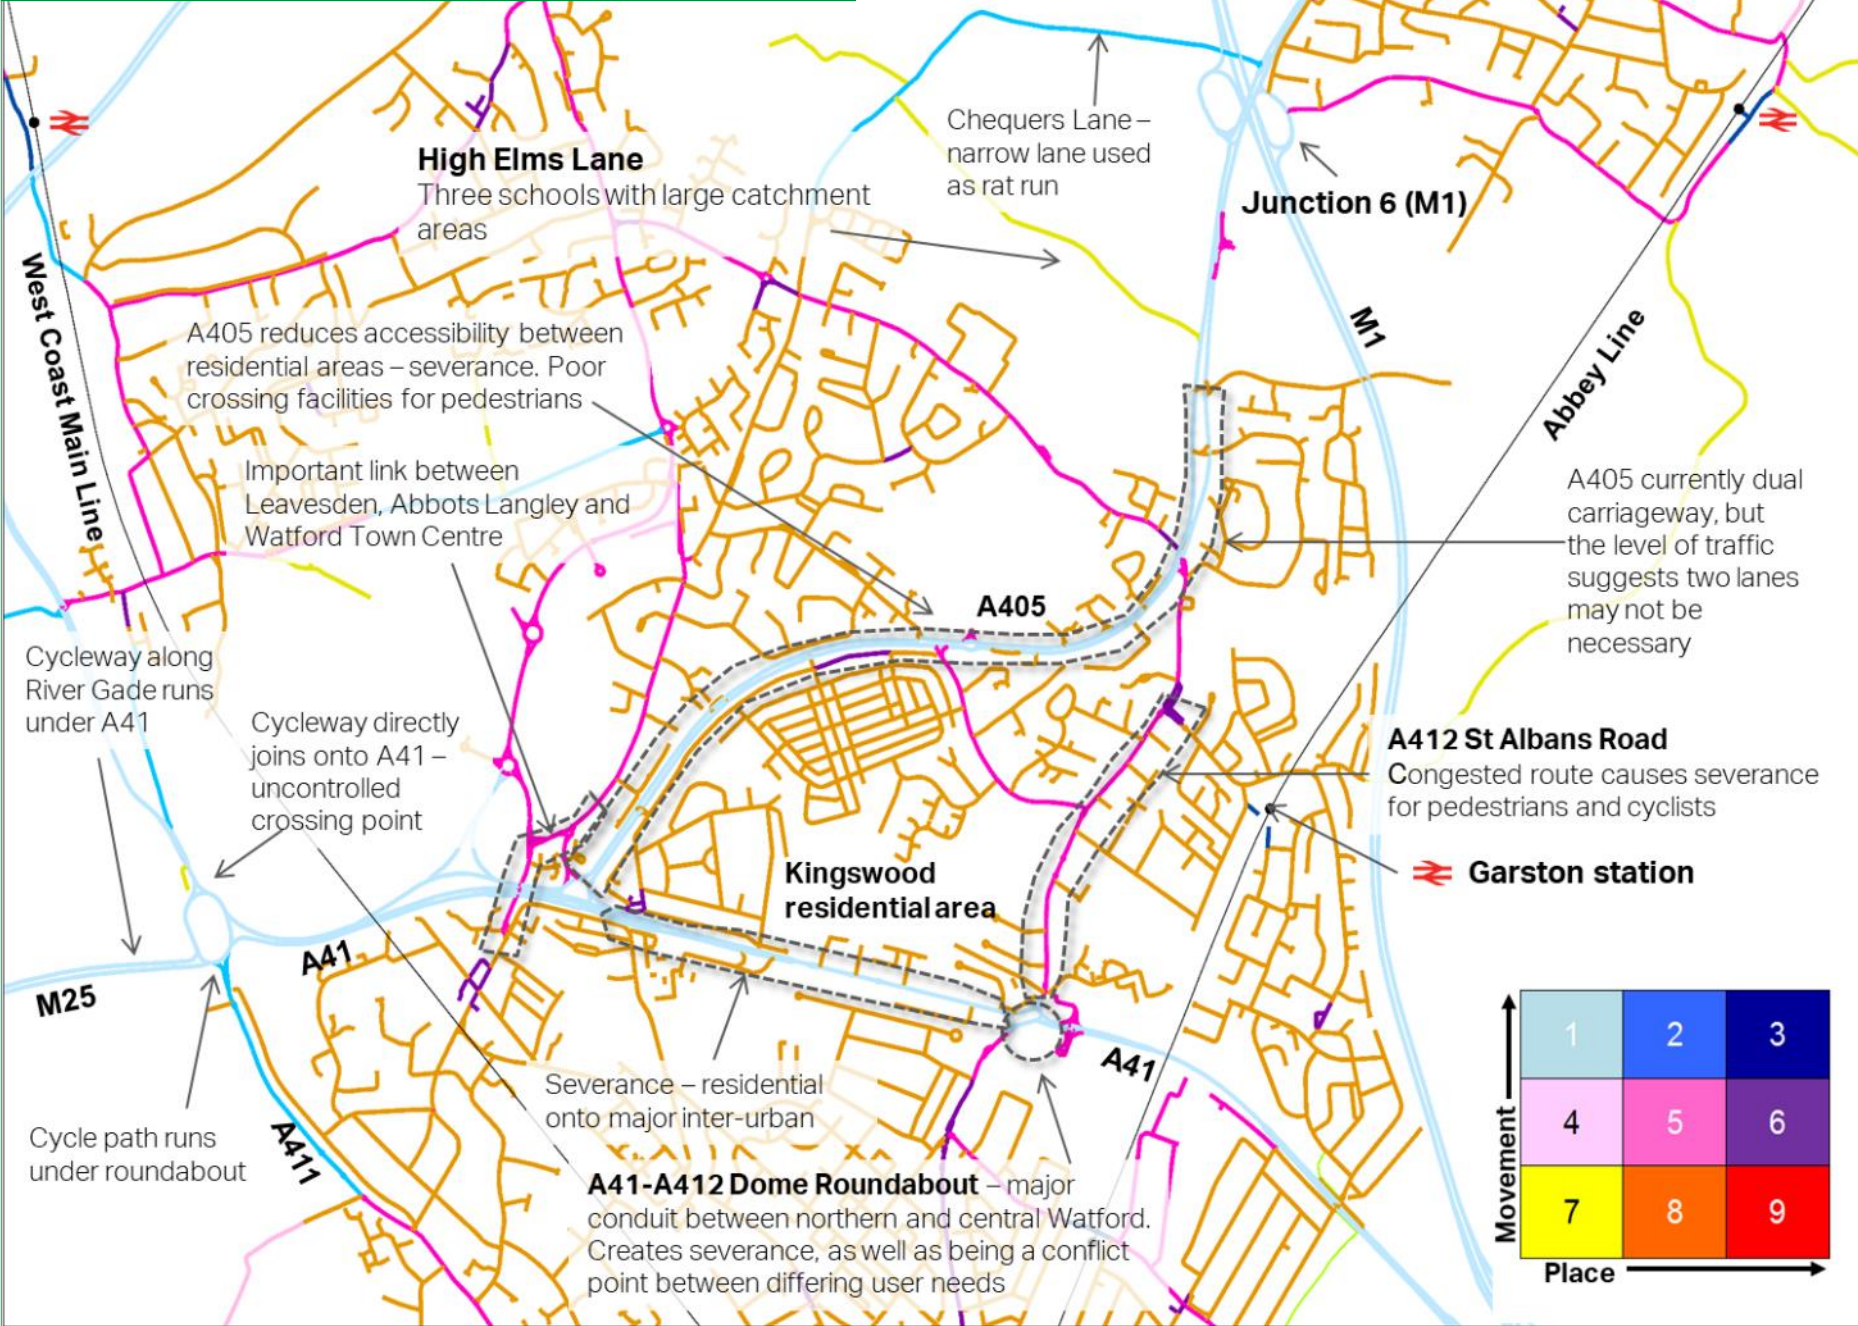 Chequers Lane –
narrow lane used
as rat run
High Elms Lane
Three schools with large catchment
areas
Junction 6 (M1)
West Coast Main Line
M1
Abbey Line
A405 reduces accessibility between
residential areas – severance. Poor
crossing facilities for pedestrians
Important link between
Leavesden, Abbots Langley and
Watford Town Centre
A405 currently dual
carriageway, but
the level of traffic
suggests two lanes
may not be
necessary
A405
Cycleway along
River Gade runs
under A41
Cycleway directly
joins onto A41 –
uncontrolled
crossing point
A412 St Albans Road
Congested route causes severance
for pedestrians and cyclists
Kingswood
residential area
Garston station
A41
M25
A41
Severance – residential
onto major inter-urban
Cycle path runs
under roundabout
A411
A41-A412 Dome Roundabout – major
conduit between northern and central Watford.
Creates severance, as well as being a conflict
point between differing user needs
Movement
1 2 3
4 5 6
7 8 9
Place